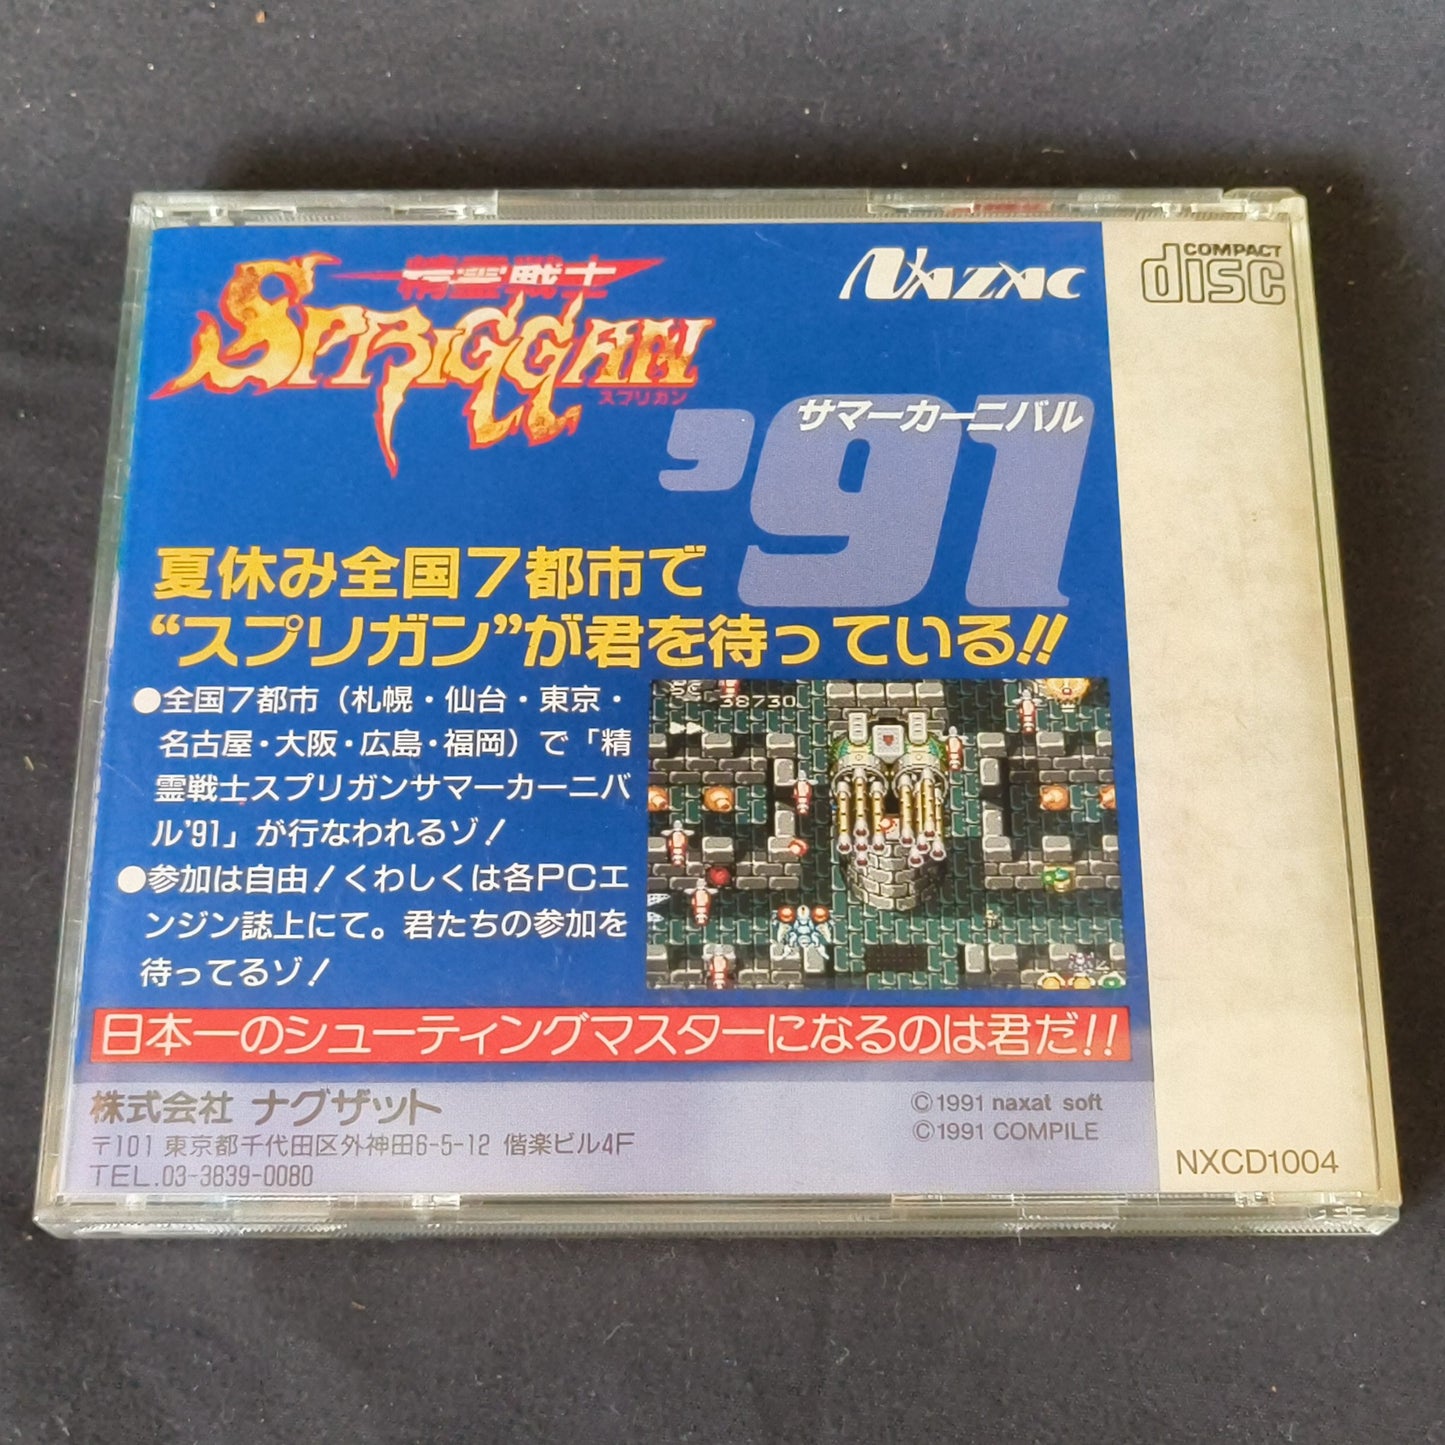 精霊戦士
SPRIGGAN
スプリガン
NAZAC
COMPACT
disc
サマーカーニバル
'91
夏休み全国7都市で
“スプリガン”が君を待っている!!
●全国7都市（札幌・仙台・東京・
名古屋・大阪・広島・福岡）で「精
霊戦士スプリガンサマーカーニバ
ル'91」が行なわれるゾ！
●参加は自由！くわしくは各PCエ
ンジン誌上にて。君たちの参加を
待ってるゾ！
SC 38730
日本一のシューティングマスターになるのは君だ!!
株式会社 ナグザット
〒101 東京都千代田区外神田6-5-12 偕楽ビル4F
TEL.03-3839-0080
©1991 naxat soft
©1991 COMPILE
NXCD1004